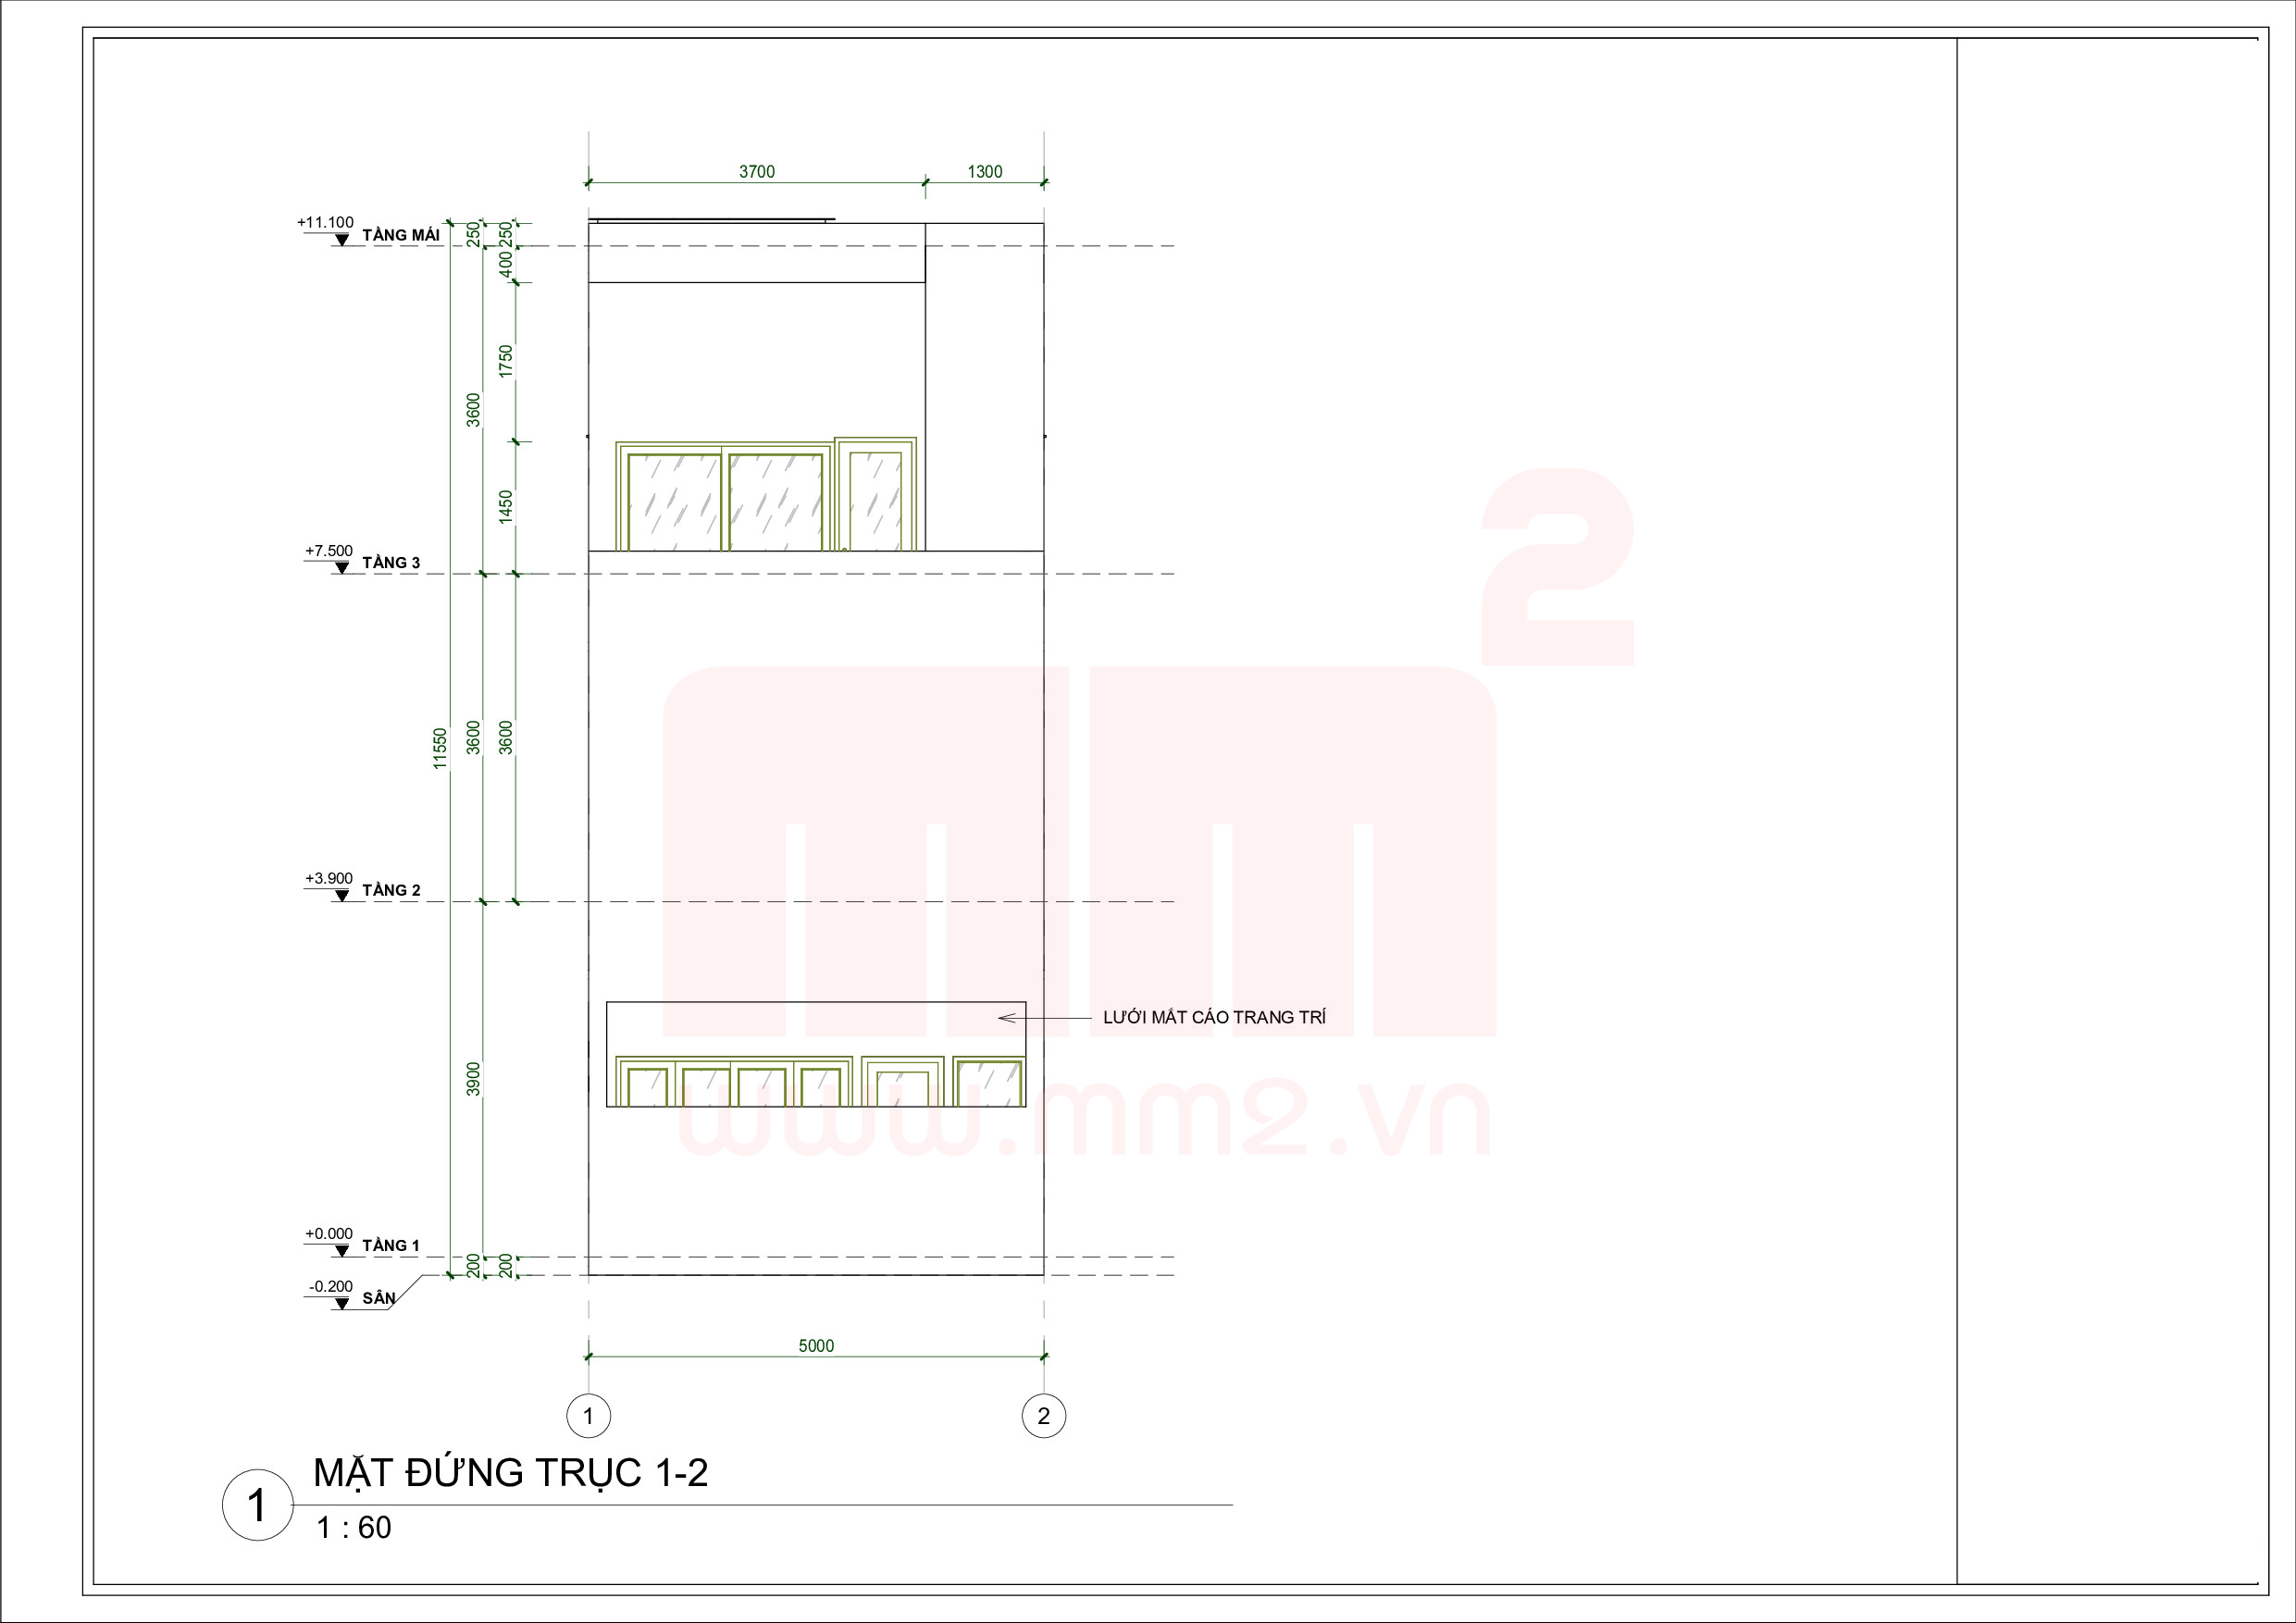 3700
1300
+11.100
TẦNG MÁI
250
250
400
1750
3600
1450
+7.500
TẦNG 3
11550
3600
3600
+3.900
TẦNG 2
LƯỚI MẮT CÁO TRANG TRÍ
3900
www.mm2.vn
mm2
+0.000
TẦNG 1
200
200
-0.200
SÂN
5000
1
2
1
MẶT ĐỨNG TRỤC 1-2
1 : 60